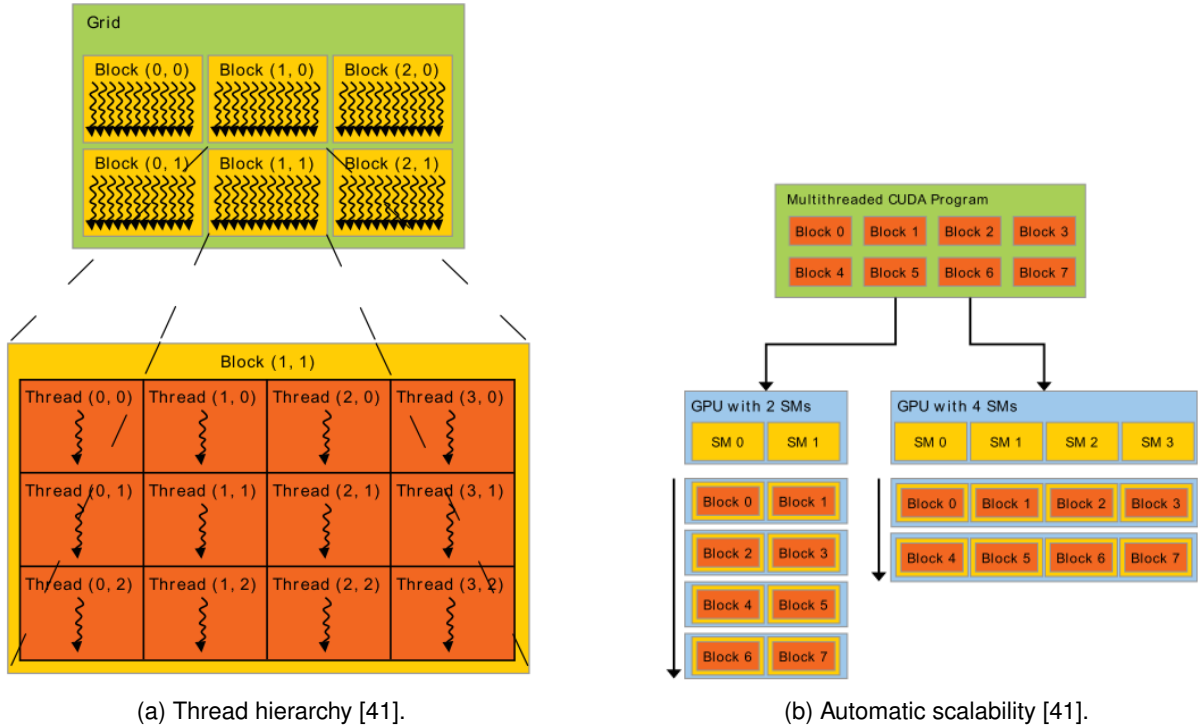 Grid
Block (0, 0) Block (1, 0) Block (2, 0)
Block (0, 1) Block (1, 1) Block (2, 1)
Block (1, 1)
Thread (0, 0) Thread (1, 0) Thread (2, 0) Thread (3, 0)
Thread (0, 1) Thread (1, 1) Thread (2, 1) Thread (3, 1)
Thread (0, 2) Thread (1, 2) Thread (2, 2) Thread (3, 2)
(a) Thread hierarchy [41].
Multithreaded CUDA Program
Block 0 Block 1 Block 2 Block 3
Block 4 Block 5 Block 6 Block 7
GPU with 2 SMs
SM 0 SM 1
Block 0 Block 1
Block 2 Block 3
Block 4 Block 5
Block 6 Block 7
GPU with 4 SMs
SM 0 SM 1 SM 2 SM 3
Block 0 Block 1 Block 2 Block 3
Block 4 Block 5 Block 6 Block 7
(b) Automatic scalability [41].